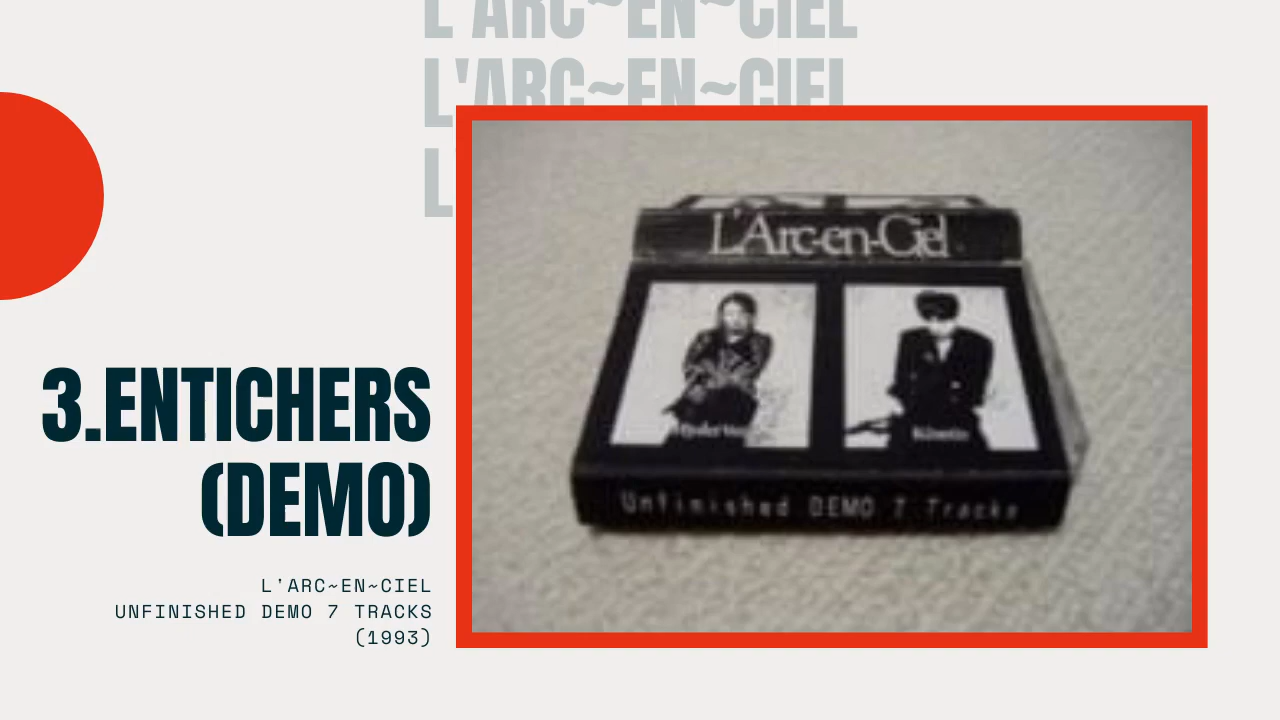 L'ARC~EN~CIEL
L'ARC~EN~CIEL
L
L'Arc-en-Ciel
Unfinished DEMO 7 Tracks
3.ENTICHERS
(DEMO)
L'ARC~EN~CIEL
UNFINISHED DEMO 7 TRACKS
(1993)